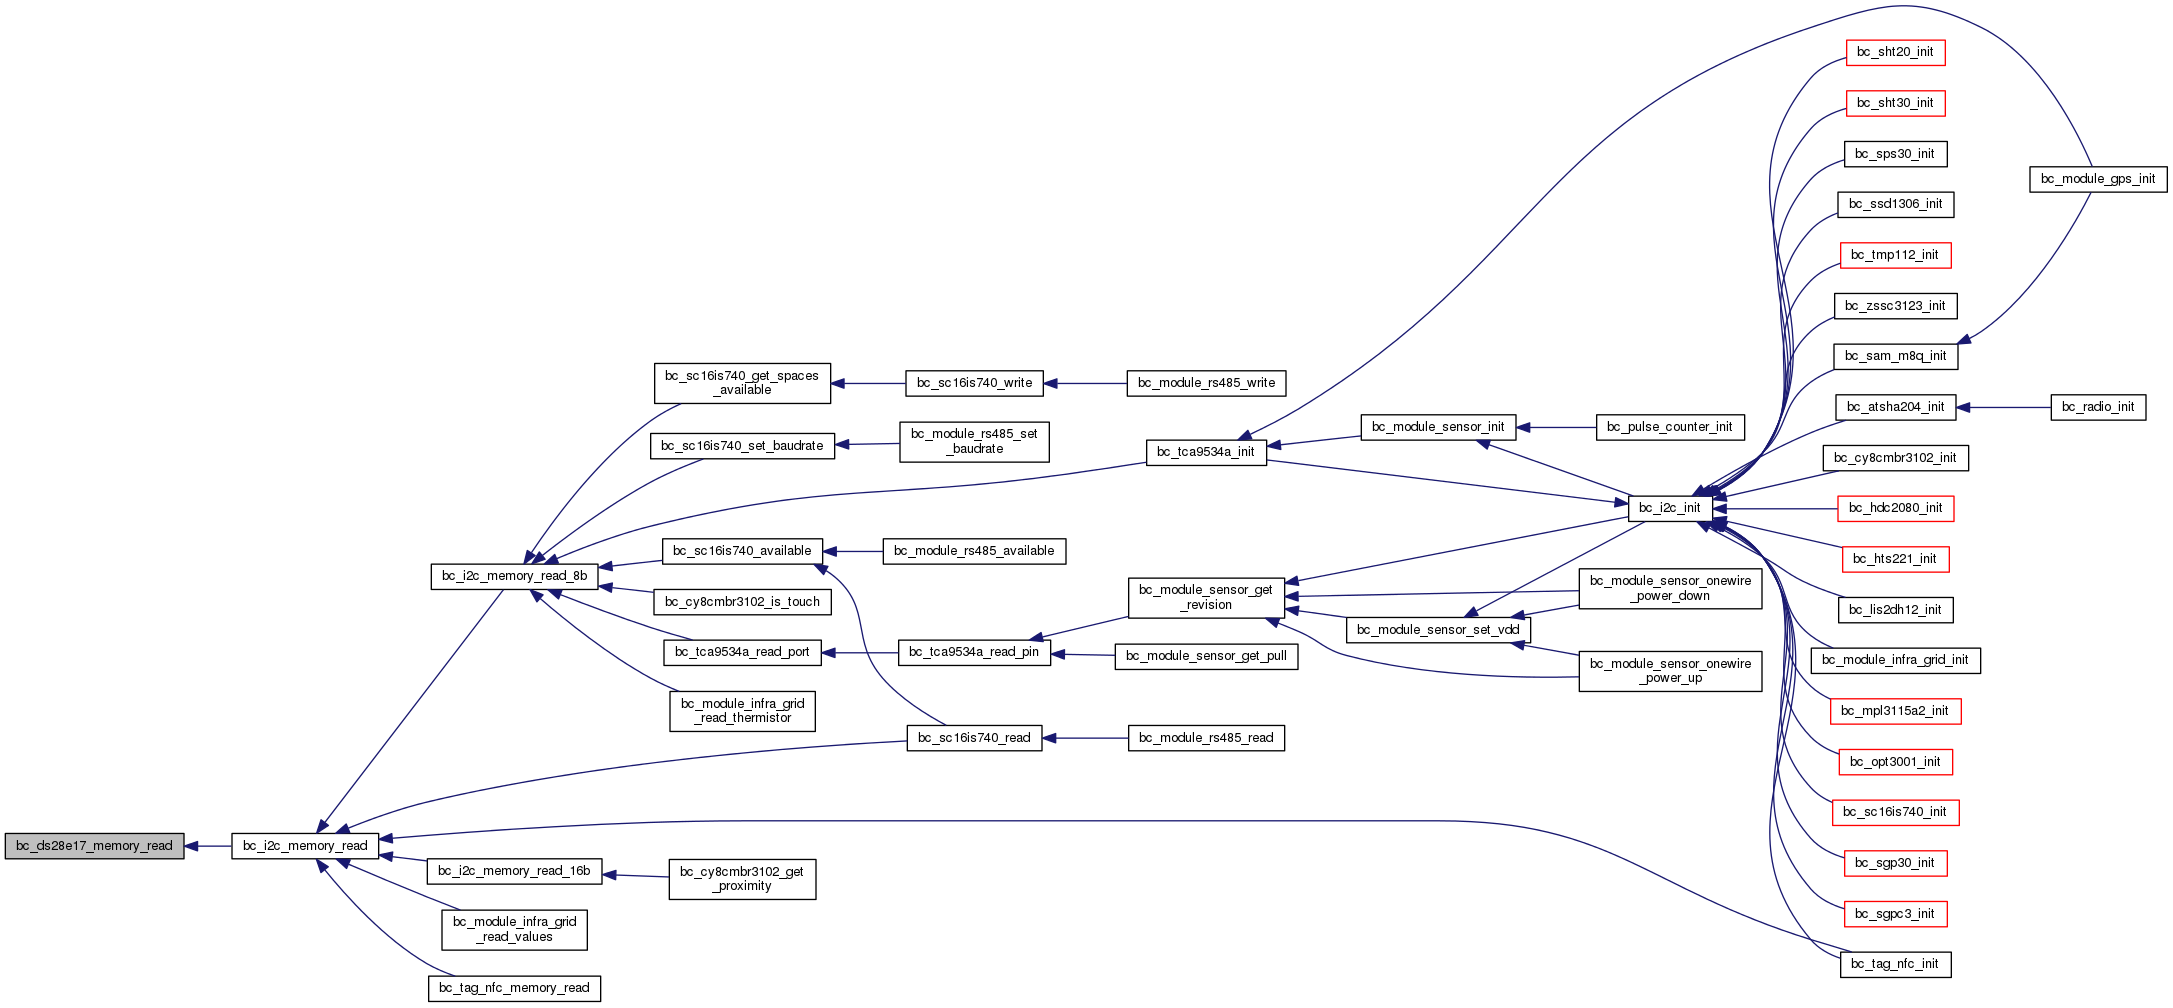 bc_ds28e17_memory_read
bc_i2c_memory_read
bc_i2c_memory_read_8b
bc_i2c_memory_read_16b
bc_module_infra_grid
_read_values
bc_tag_nfc_memory_read
bc_sc16is740_get_spaces
_available
bc_sc16is740_set_baudrate
bc_sc16is740_available
bc_cy8cmbr3102_is_touch
bc_tca9534a_read_port
bc_module_infra_grid
_read_thermistor
bc_cy8cmbr3102_get
_proximity
bc_sc16is740_write
bc_module_rs485_set
_baudrate
bc_module_rs485_available
bc_tca9534a_read_pin
bc_sc16is740_read
bc_module_rs485_write
bc_tca9534a_init
bc_module_sensor_get
_revision
bc_module_sensor_get_pull
bc_module_rs485_read
bc_module_sensor_init
bc_module_sensor_set_vdd
bc_pulse_counter_init
bc_i2c_init
bc_module_sensor_onewire
_power_down
bc_module_sensor_onewire
_power_up
bc_sht20_init
bc_sht30_init
bc_sps30_init
bc_ssd1306_init
bc_tmp112_init
bc_zssc3123_init
bc_sam_m8q_init
bc_atsha204_init
bc_cy8cmbr3102_init
bc_hdc2080_init
bc_hts221_init
bc_lis2dh12_init
bc_module_infra_grid_init
bc_mpl3115a2_init
bc_opt3001_init
bc_sc16is740_init
bc_sgp30_init
bc_sgpc3_init
bc_tag_nfc_init
bc_module_gps_init
bc_radio_init